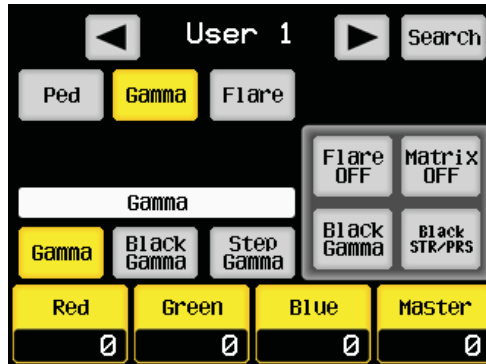 User 1
Search
Ped
Gamma
Flare
Flare
OFF
Matrix
OFF
Gamma
Gamma
Black
Gamma
Step
Gamma
Black
Gamma
Black
STR/PRS
Red
Green
Blue
Master
0
0
0
0